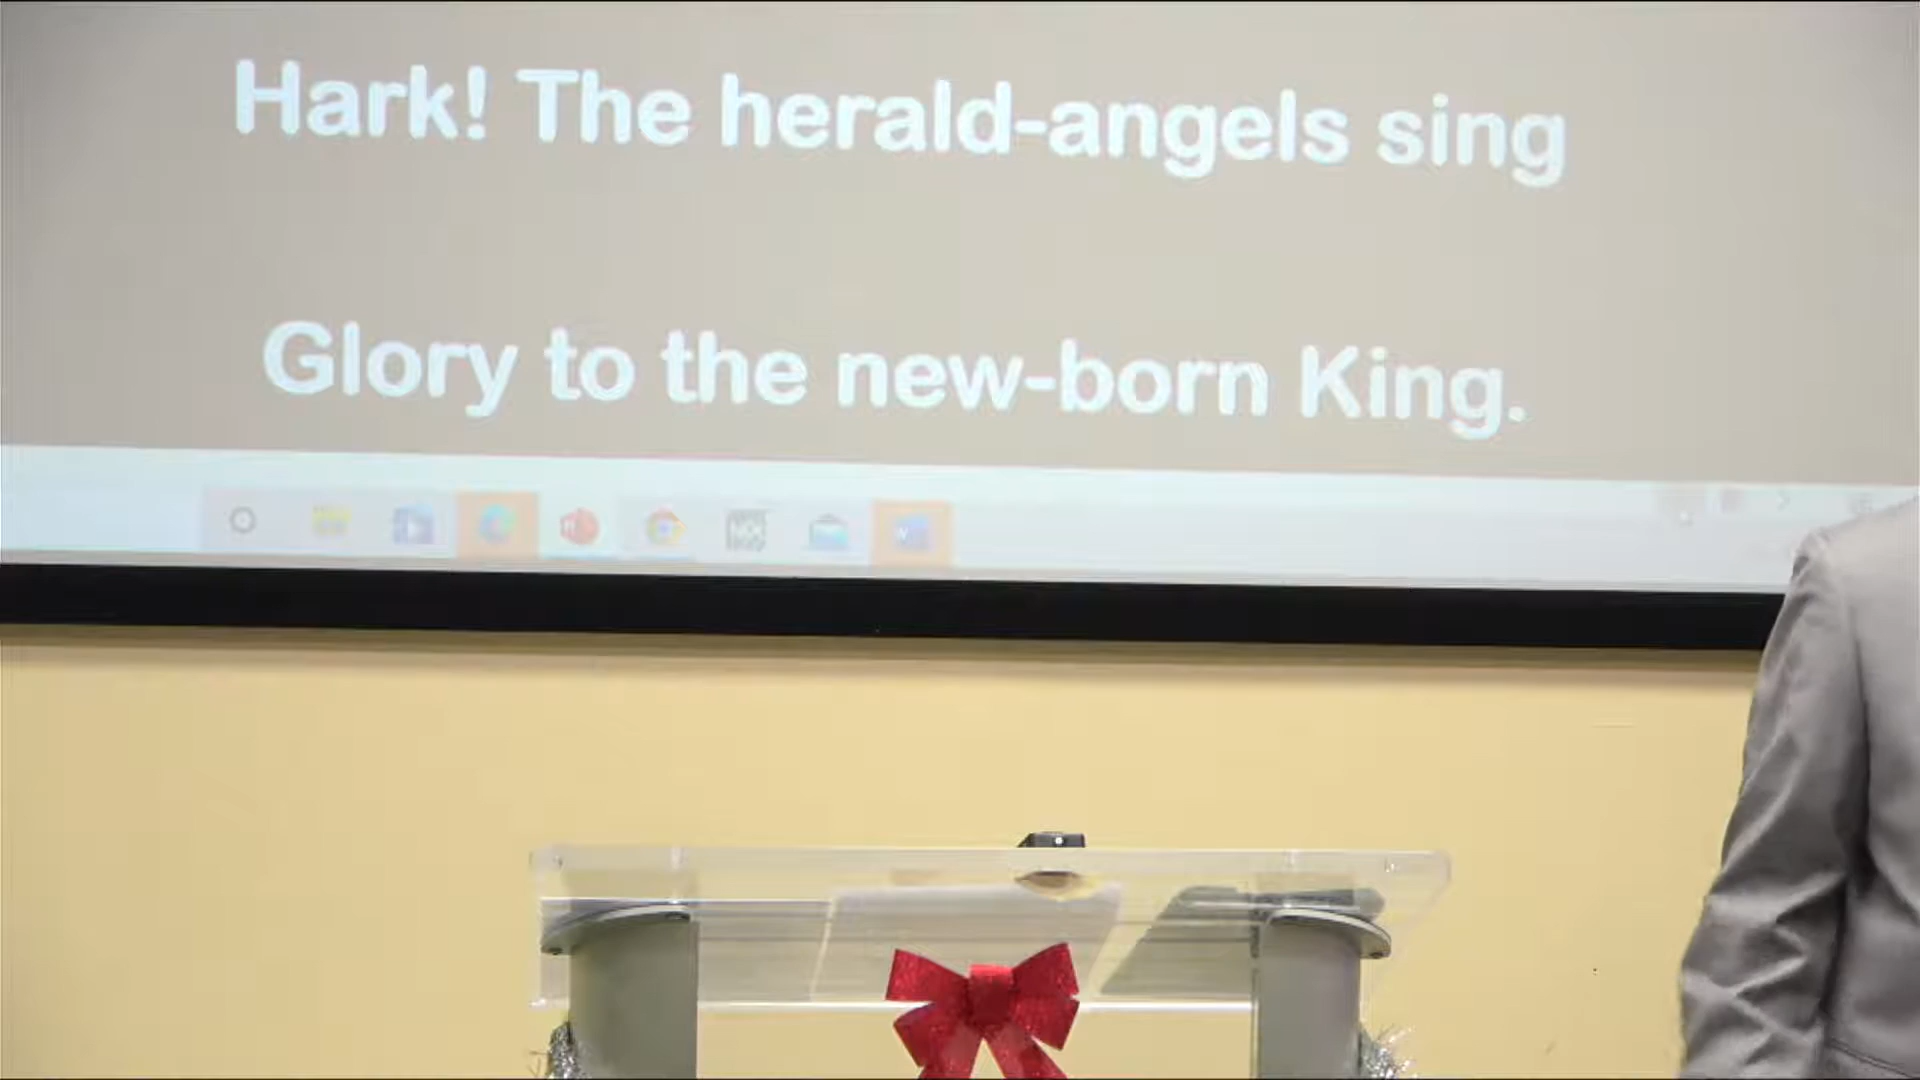 Hark! The herald-angels sing
Glory to the new-born King.